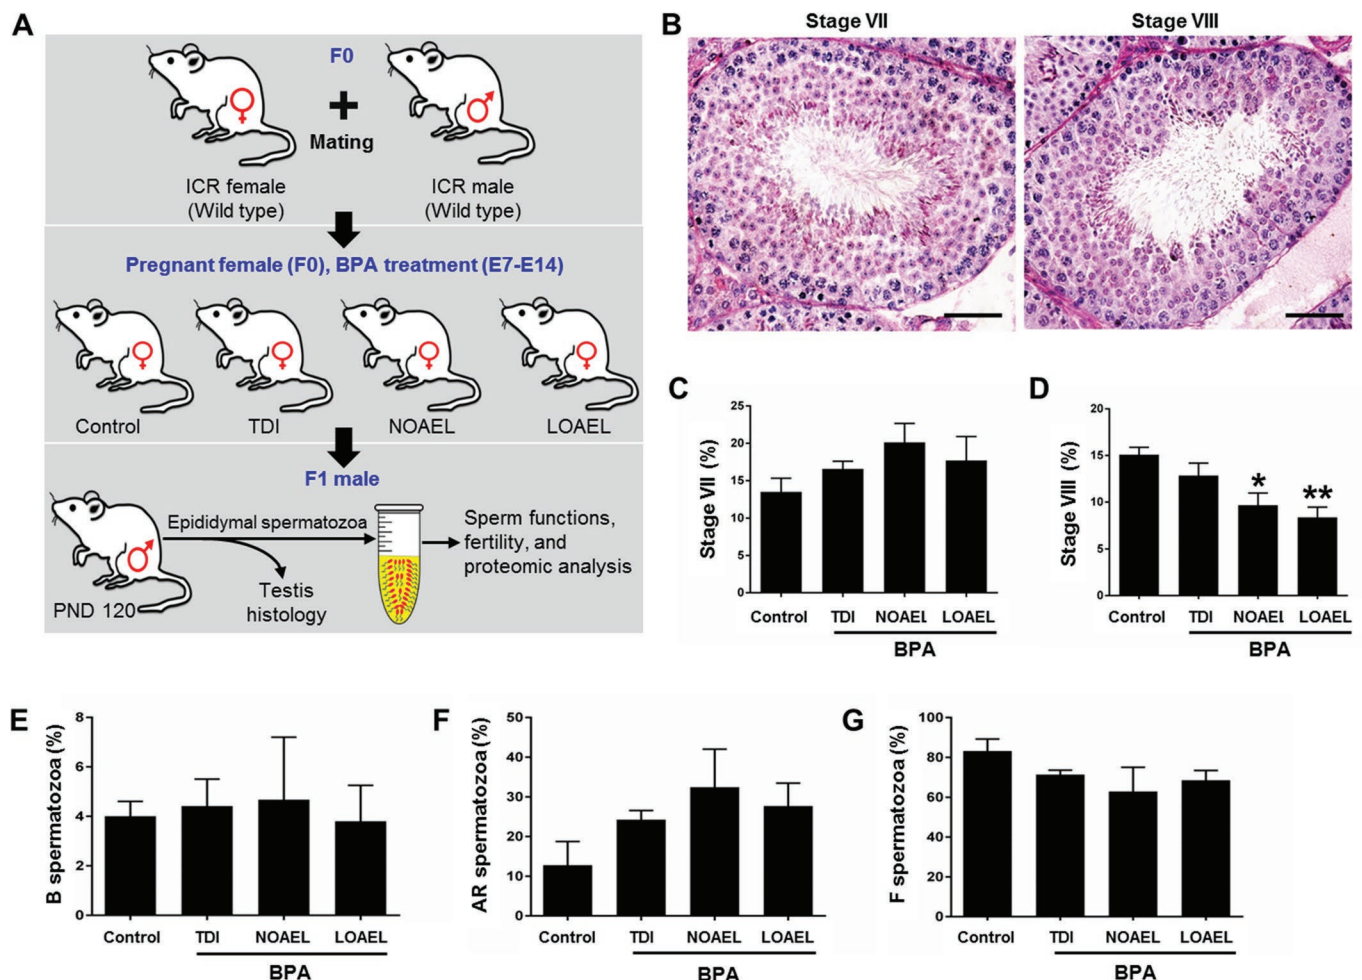 A
F0
Mating
ICR female
(Wild type)
ICR male
(Wild type)
Pregnant female (F0), BPA treatment (E7-E14)
Control
TDI
NOAEL
LOAEL
F1 male
Epididymal spermatozoa
Sperm functions,
fertility, and
proteomic analysis
Testis
histology
PND 120
B
Stage VII
Stage VIII
C
Stage VII (%)
25
20
15
10
5
0
Control
TDI
NOAEL
LOAEL
BPA
D
Stage VIII (%)
20
15
10
5
0
*
**
Control
TDI
NOAEL
LOAEL
BPA
E
B spermatozoa (%)
8
6
4
2
0
Control
TDI
NOAEL
LOAEL
BPA
F
AR spermatozoa (%)
50
40
30
20
10
0
Control
TDI
NOAEL
LOAEL
BPA
G
F spermatozoa (%)
100
80
60
40
20
0
Control
TDI
NOAEL
LOAEL
BPA